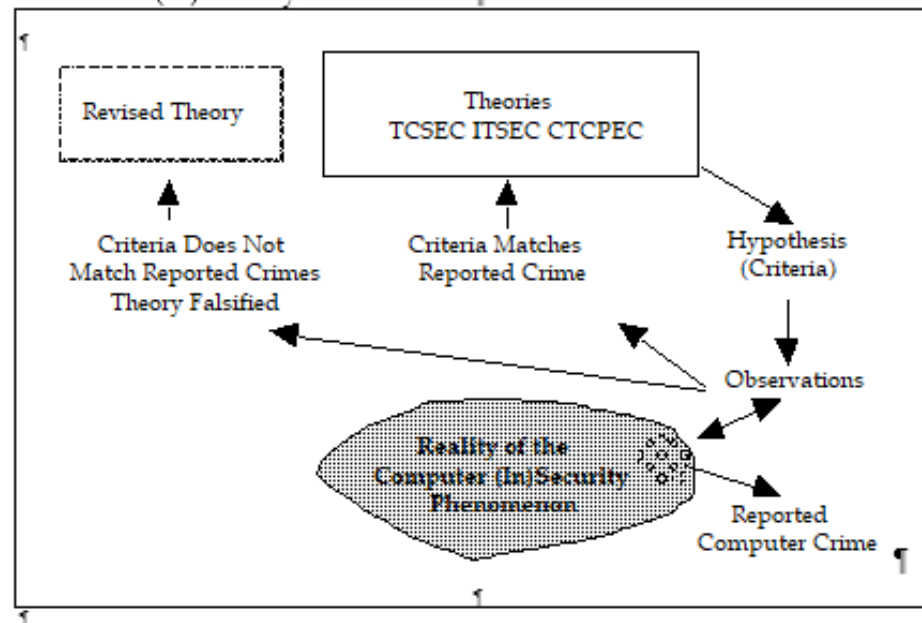 ¶
Revised Theory
Theories
TCSEC ITSEC CTCPEC
Criteria Does Not
Match Reported Crimes
Theory Falsified
Criteria Matches
Reported Crime
Hypothesis
(Criteria)
Observations
Reality of the
Computer (In)Security
Phenomenon
Reported
Computer Crime
¶
¶
¶